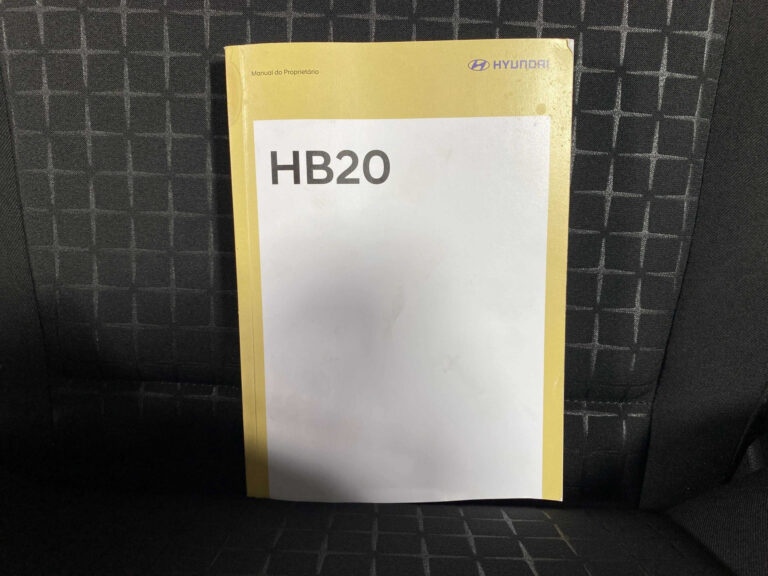 Manual do Proprietário
HYUNDAI
HB20